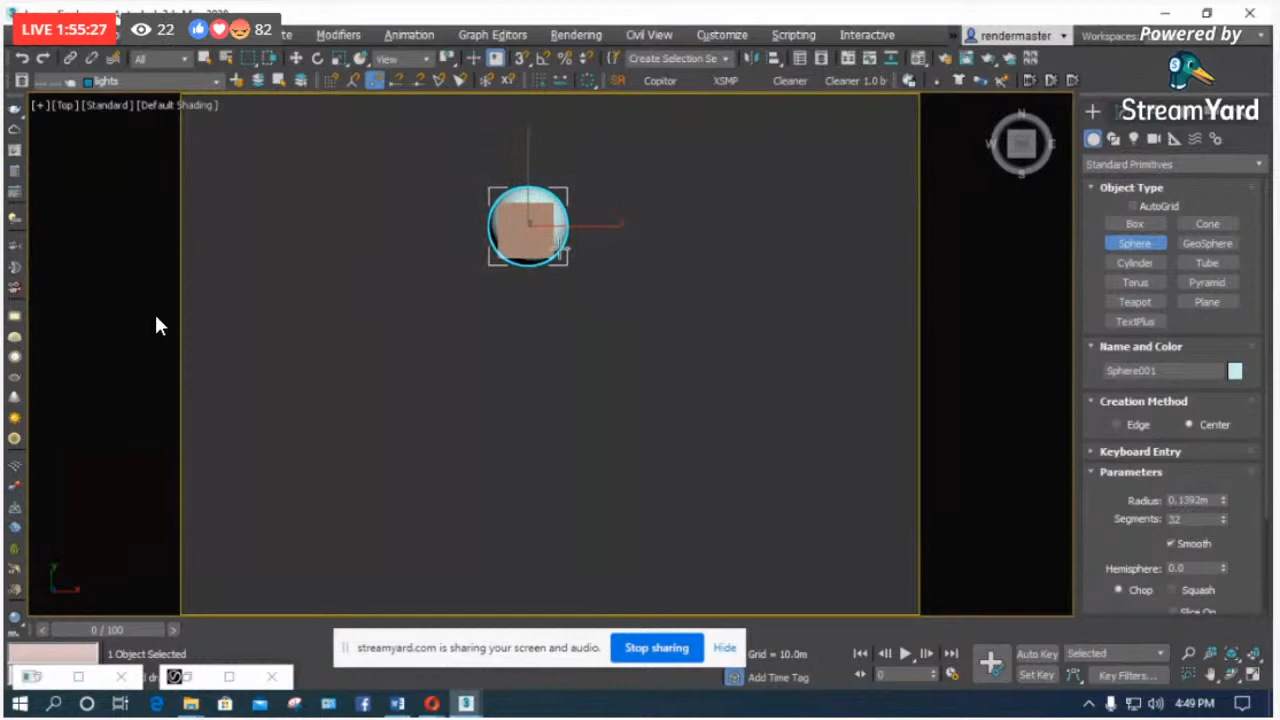 LIVE 1:55:27 22 82
Modifiers Animation Graph Editors Rendering Civil View Customize Scripting Interactive rendermaster Workspaces:
Powered by
StreamYard
All View Create Selection Se
lights Copitor XSMP Cleaner Cleaner 1.0 b
[+] [Top] [Standard] [Default Shading]
N
W E
S
Standard Primitives
Object Type
AutoGrid
Box Cone
Sphere GeoSphere
Cylinder Tube
Torus Pyramid
Teapot Plane
TextPlus
Name and Color
Sphere001
Creation Method
Edge Center
Keyboard Entry
Parameters
Radius: 0.1392m
Segments: 32
Smooth
Hemisphere: 0.0
Chop Squash
Slice On
0 / 100
1 Object Selected
streamyard.com is sharing your screen and audio. Stop sharing Hide
Grid = 10.0m
Add Time Tag
0
Auto Key Selected
Set Key Key Filters...
4:49 PM